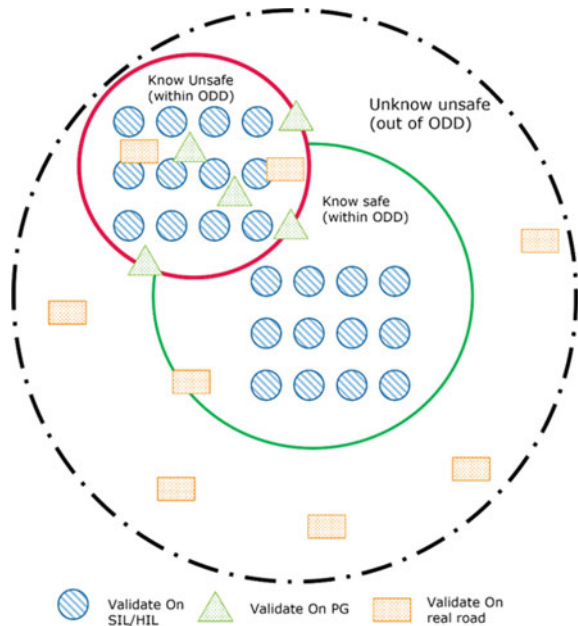 Know Unsafe
(within ODD)
Unknow unsafe
(out of ODD)
Know safe
(within ODD)
Validate On
SIL/HIL
Validate On PG
Validate On
real road